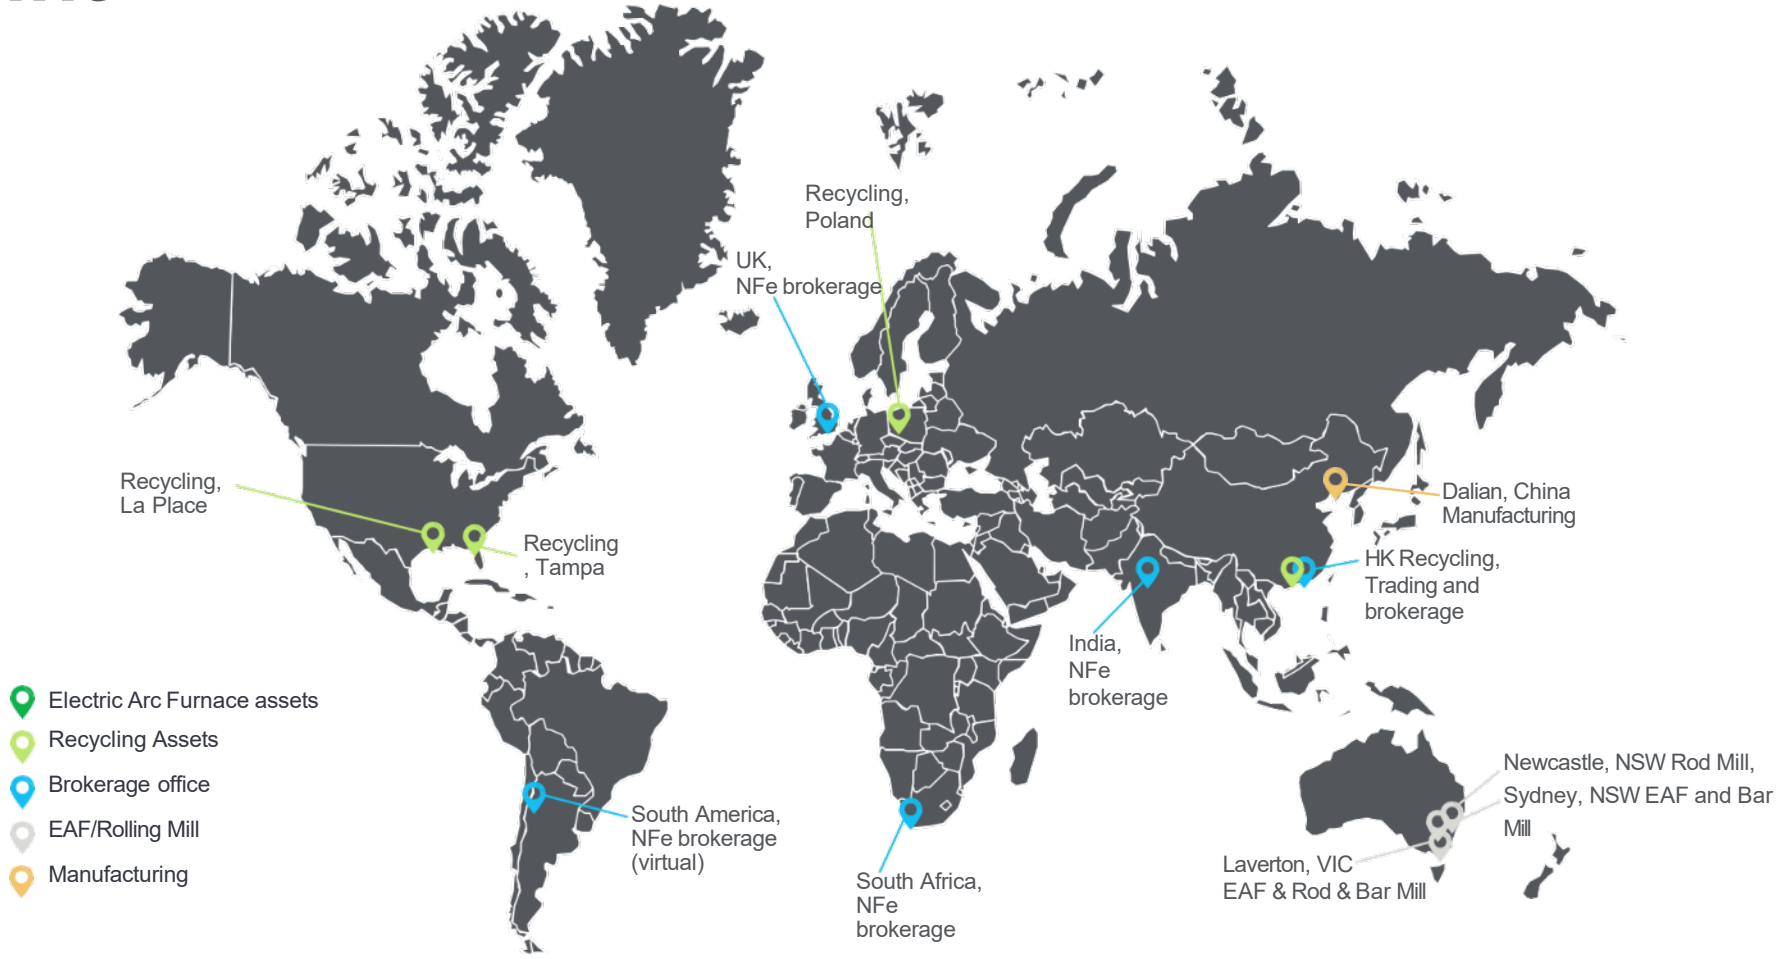 Recycling,
Poland
UK,
NFe brokerage
Recycling,
La Place
Recycling
, Tampa
Dalian, China
Manufacturing
HK Recycling,
Trading and
brokerage
India,
NFe
brokerage
Electric Arc Furnace assets
Recycling Assets
Brokerage office
EAF/Rolling Mill
Manufacturing
South America,
NFe brokerage
(virtual)
South Africa,
NFe
brokerage
Newcastle, NSW Rod Mill,
Sydney, NSW EAF and Bar
Mill
Laverton, VIC
EAF & Rod & Bar Mill